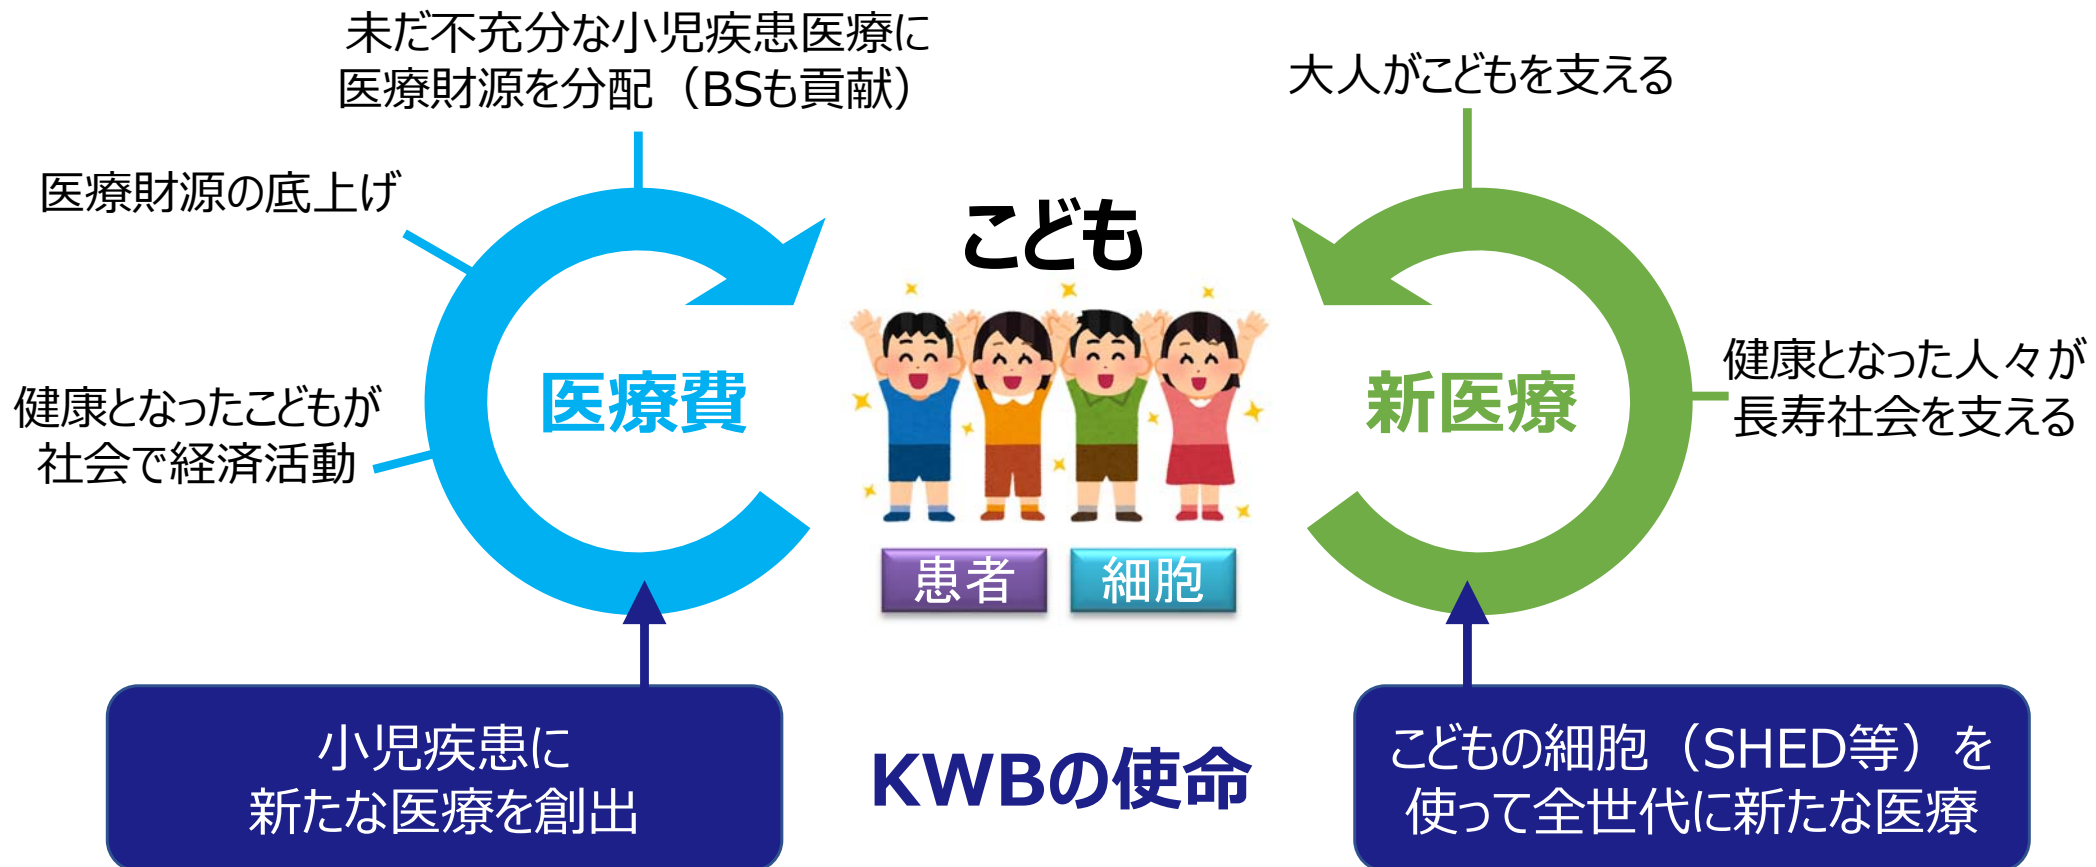 未だ不充分な小児疾患医療に
医療財源を分配（BSも貢献）
医療財源の底上げ
健康となったこどもが
社会で経済活動
医療費
こども
患者
細胞
大人がこどもを支える
新医療
健康となった人々が
長寿社会を支える
小児疾患に
新たな医療を創出
KWBの使命
こどもの細胞（SHED等）を
使って全世代に新たな医療